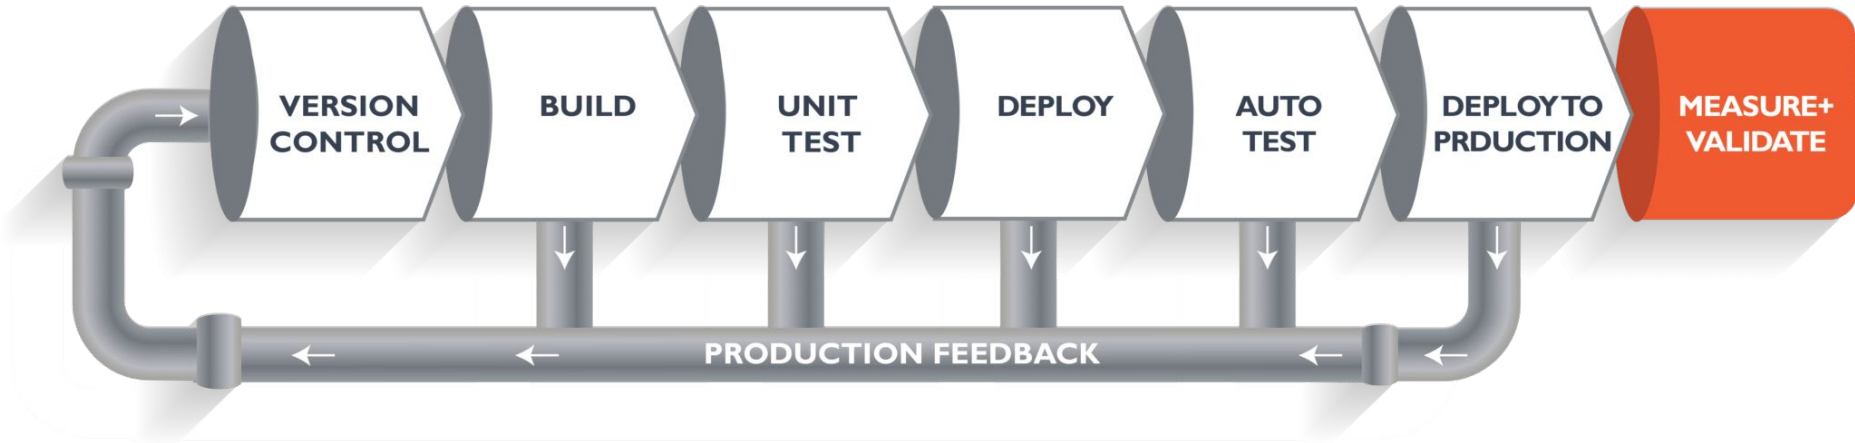 VERSION
CONTROL
BUILD
UNIT
TEST
DEPLOY
AUTO
TEST
DEPLOY TO
PRDUCTION
MEASURE+
VALIDATE
PRODUCTION FEEDBACK